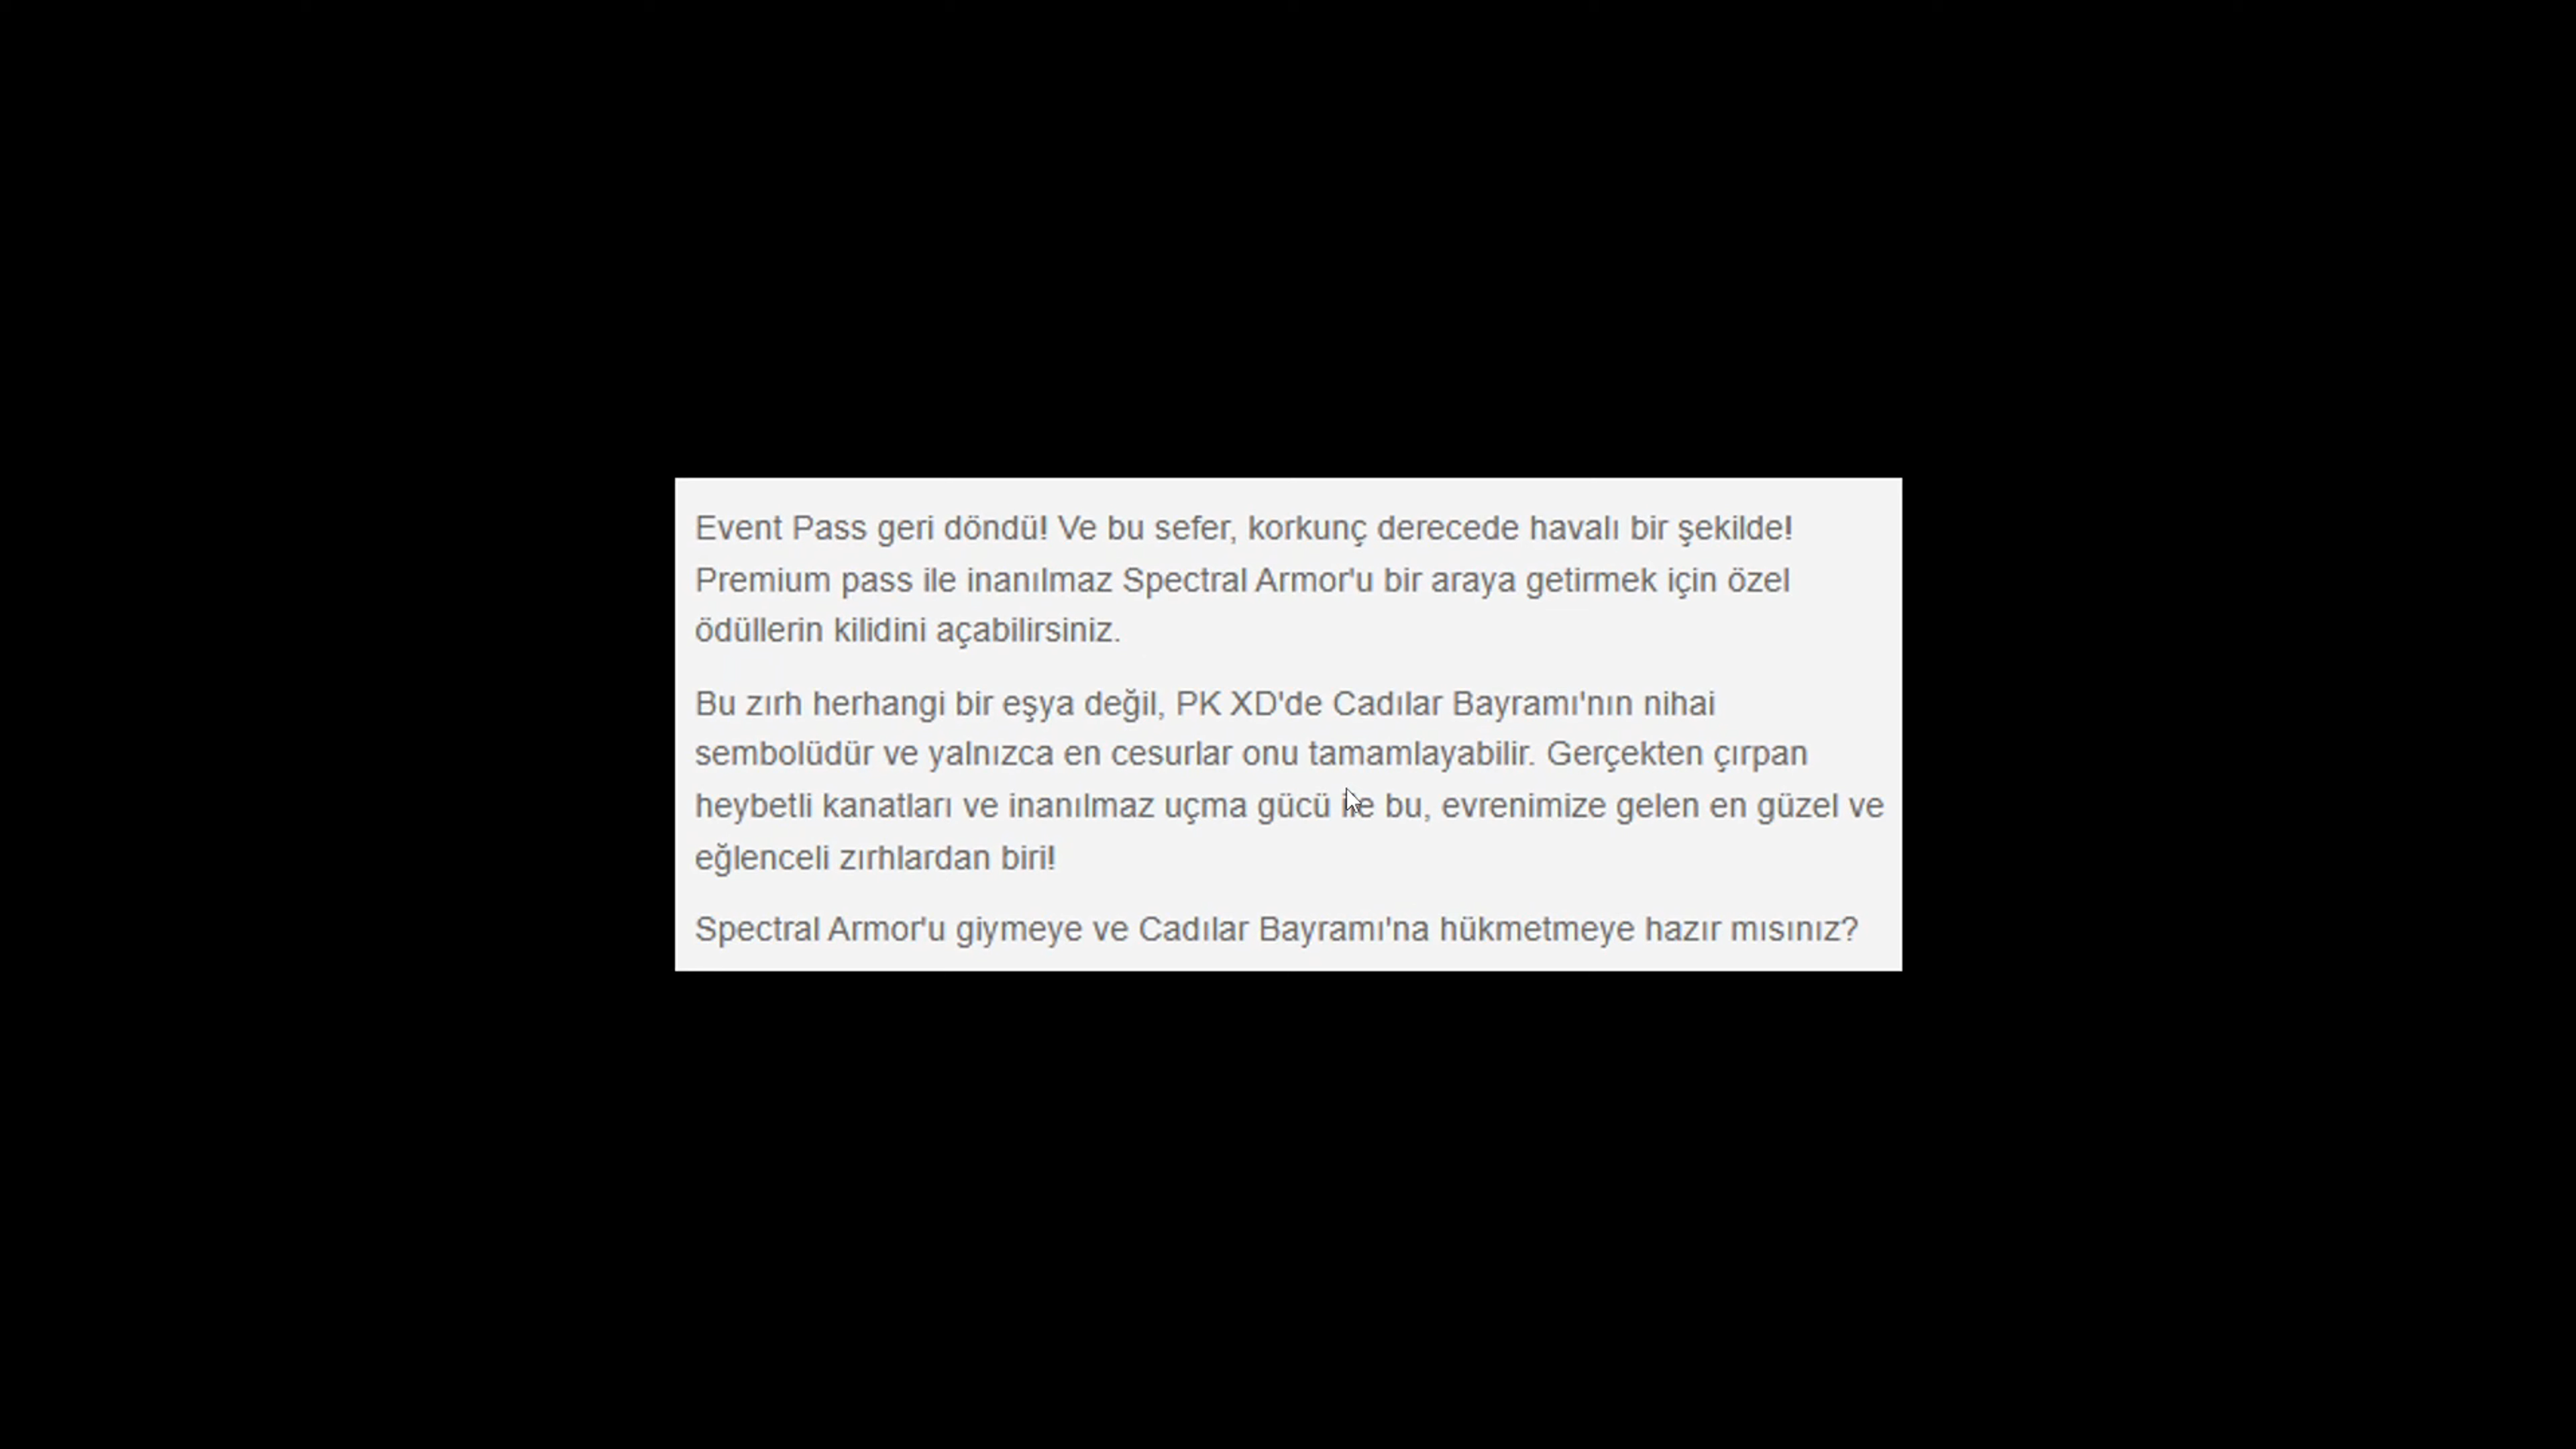 Event Pass geri döndü! Ve bu sefer, korkunç derecede havalı bir şekilde!
Premium pass ile inanılmaz Spectral Armor'u bir araya getirmek için özel
ödüllerin kilidini açabilirsiniz.
Bu zırh herhangi bir eşya değil, PK XD'de Cadılar Bayramı'nın nihai
sembolüdür ve yalnızca en cesurlar onu tamamlayabilir. Gerçekten çırpan
heybetli kanatları ve inanılmaz uçma gücü ile bu, evrenimize gelen en güzel ve
eğlenceli zırhlardan biri!
Spectral Armor'u giymeye ve Cadılar Bayramı'na hükmetmeye hazır mısınız?